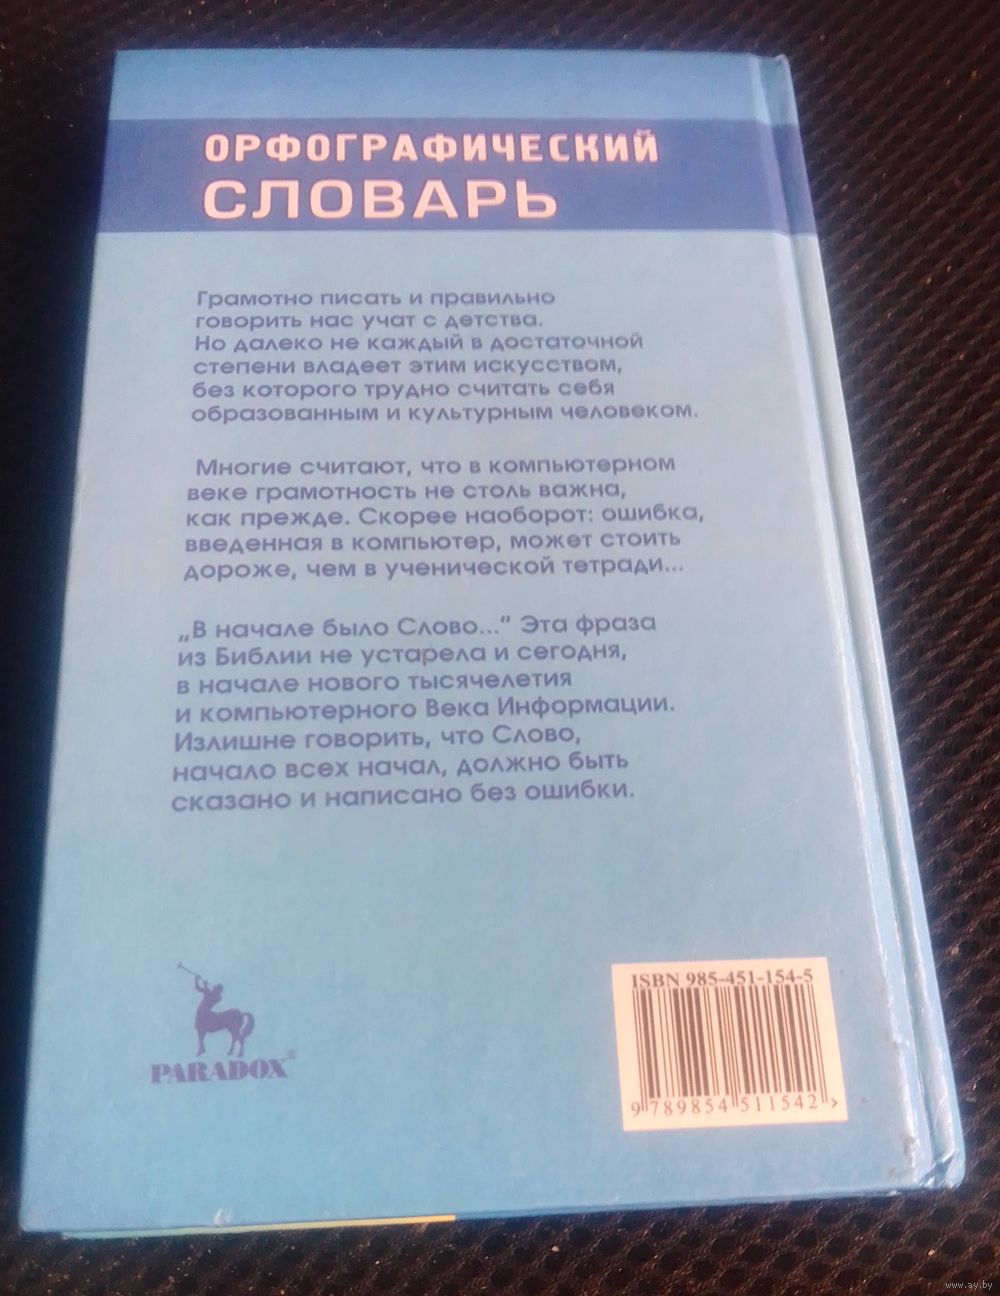 ОРФОГРАФИЧЕСКИЙ
СЛОВАРЬ
Грамотно писать и правильно
говорить нас учат с детства.
Но далеко не каждый в достаточной
степени владеет этим искусством,
без которого трудно считать себя
образованным и культурным человеком.
Многие считают, что в компьютерном
веке грамотность не столь важна,
как прежде. Скорее наоборот: ошибка,
введенная в компьютер, может стоить
дороже, чем в ученической тетради...
„В начале было Слово...” Эта фраза
из Библии не устарела и сегодня,
в начале нового тысячелетия
и компьютерного Века Информации.
Излишне говорить, что Слово,
начало всех начал, должно быть
сказано и написано без ошибки.
PARADOX®
ISBN 985-451-154-5
9 789854 511542 >
www.ay.by